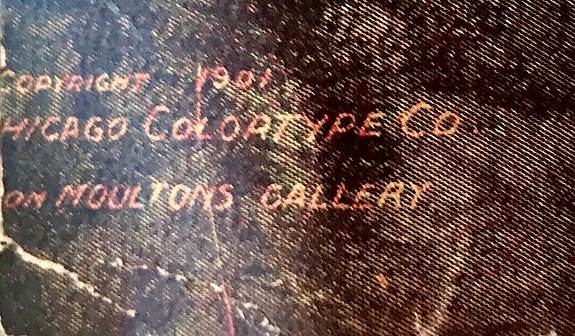 COPYRIGHT 1901
HICAGO COLORTYPE CO.
OM MOULTONS GALLERY